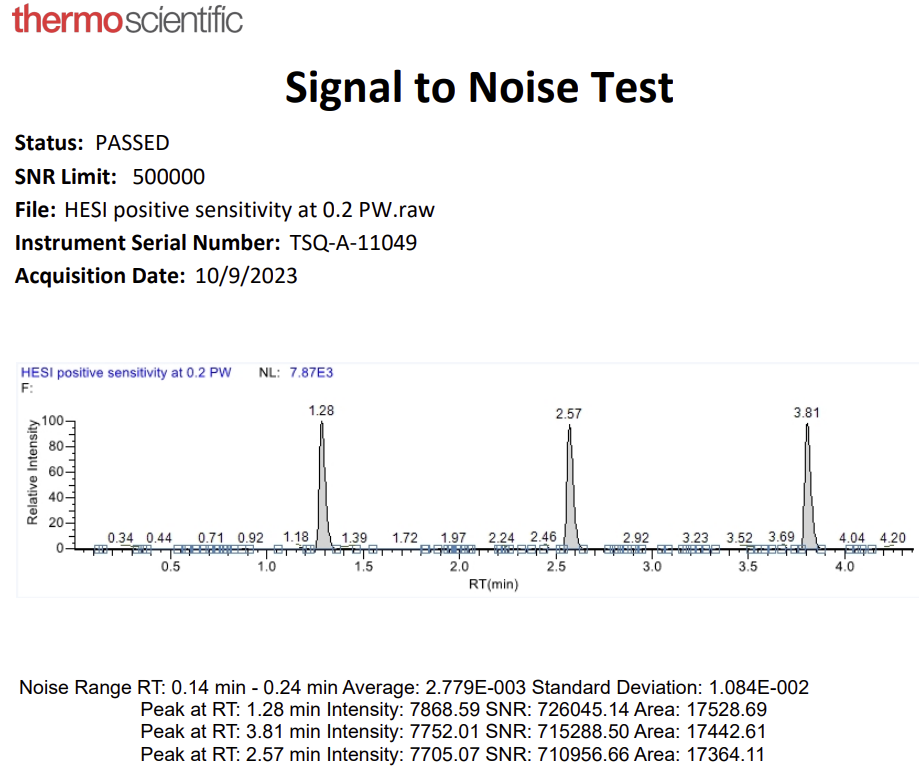 thermoscientific
Signal to Noise Test
Status: PASSED
SNR Limit: 500000
File: HESI positive sensitivity at 0.2 PW.raw
Instrument Serial Number: TSQ-A-11049
Acquisition Date: 10/9/2023
HESI positive sensitivity at 0.2 PW NL: 7.87E3
F:
1.28 2.57 3.81
Relative Intensity
100
80
60
40
20
0
0.34 0.44 0.71 0.92 1.18 1.39 1.72 1.97 2.24 2.46 2.92 3.23 3.52 3.69 4.04 4.20
0.5 1.0 1.5 2.0 2.5 3.0 3.5 4.0
RT(min)
Noise Range RT: 0.14 min - 0.24 min Average: 2.779E-003 Standard Deviation: 1.084E-002
Peak at RT: 1.28 min Intensity: 7868.59 SNR: 726045.14 Area: 17528.69
Peak at RT: 3.81 min Intensity: 7752.01 SNR: 715288.50 Area: 17442.61
Peak at RT: 2.57 min Intensity: 7705.07 SNR: 710956.66 Area: 17364.11